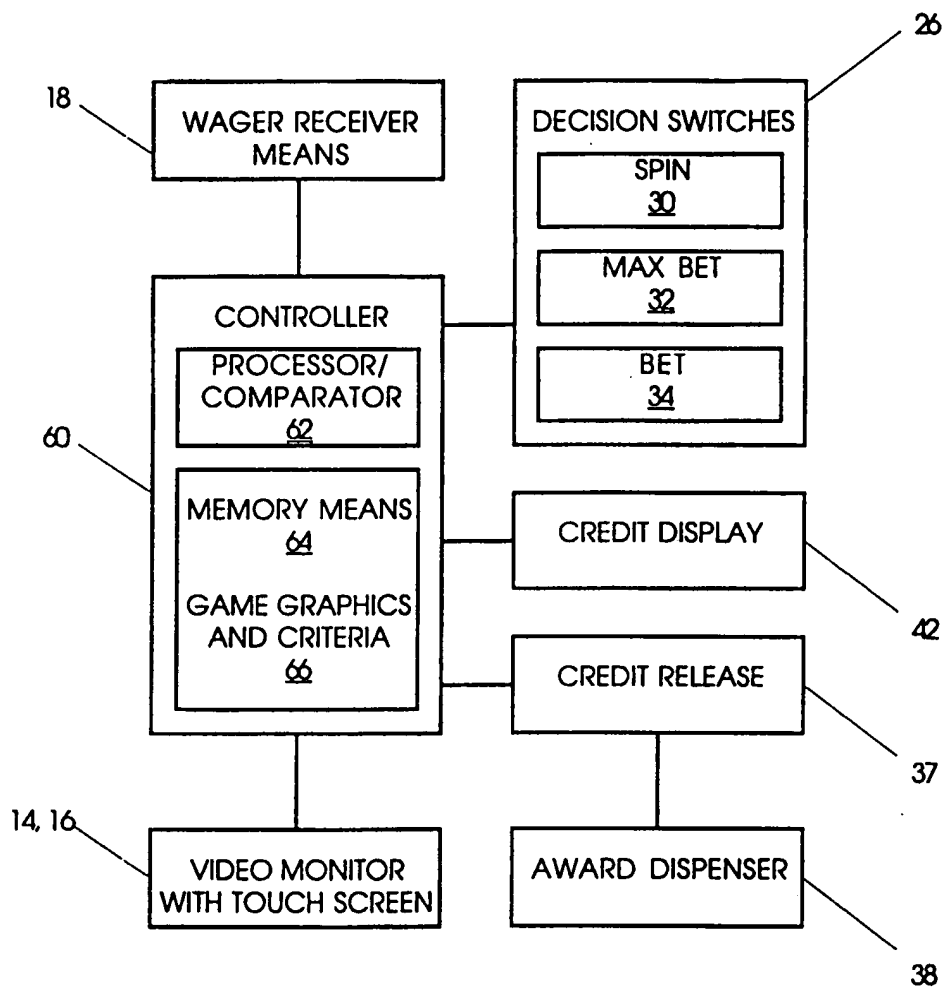 26
18
WAGER RECEIVER
MEANS
DECISION SWITCHES
SPIN
30
MAX BET
32
BET
34
CONTROLLER
PROCESSOR/
COMPARATOR
62
60
MEMORY MEANS
64
GAME GRAPHICS
AND CRITERIA
66
CREDIT DISPLAY
42
CREDIT RELEASE
37
14, 16
VIDEO MONITOR
WITH TOUCH SCREEN
AWARD DISPENSER
38